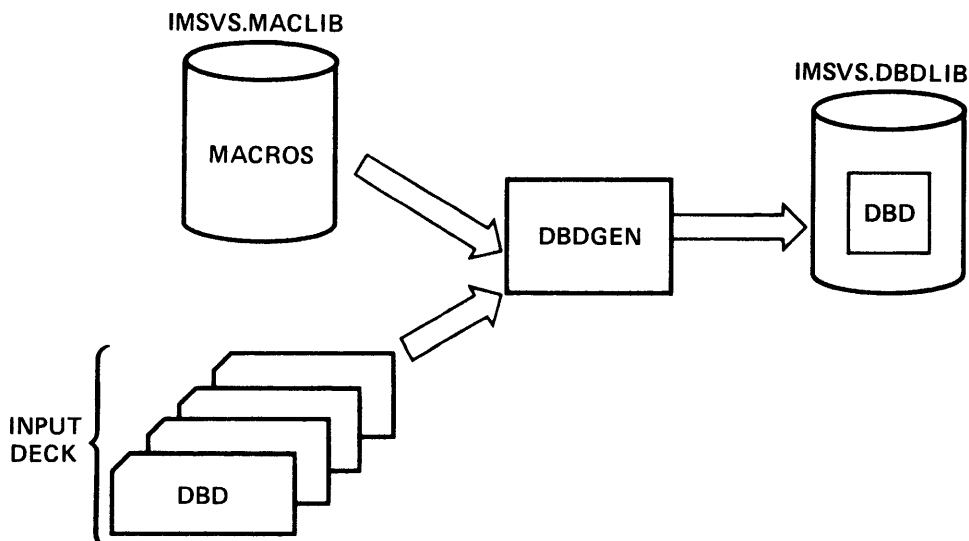 IMSVS.MACLIB
MACROS
IMSVS.DBDLIB
DBD
DBDGEN
INPUT
DECK
DBD